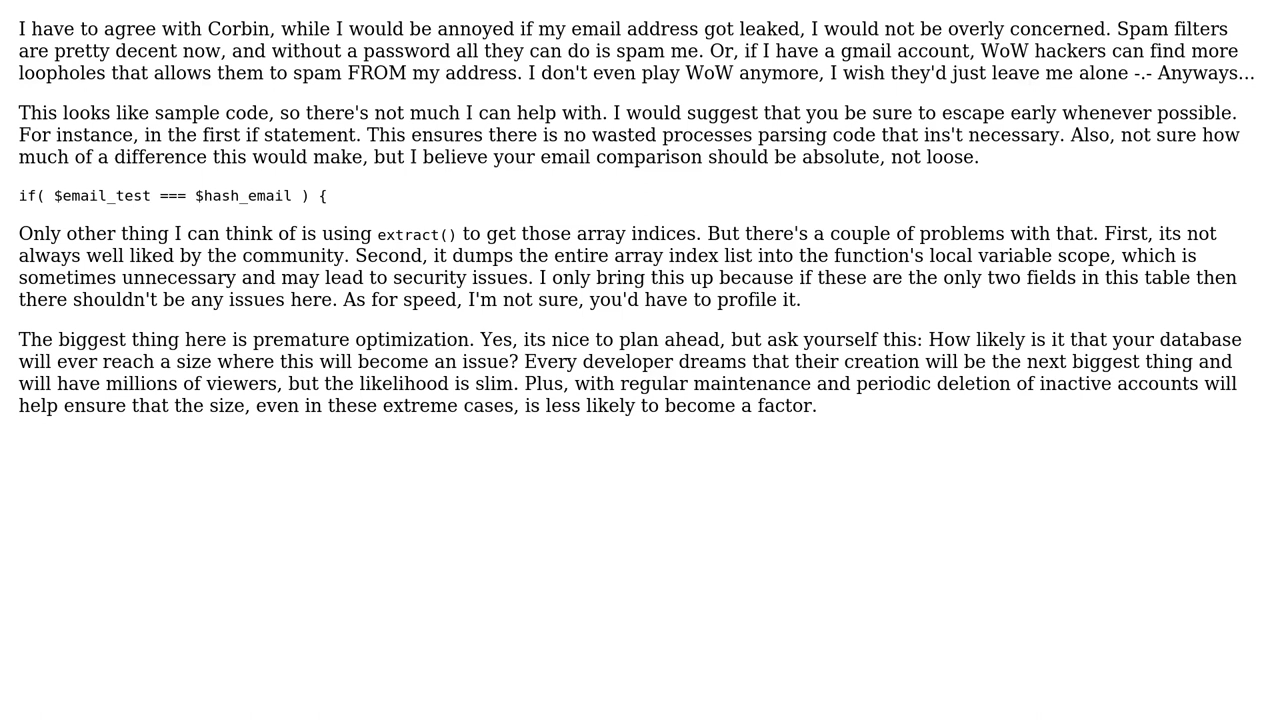 I have to agree with Corbin, while I would be annoyed if my email address got leaked, I would not be overly concerned. Spam filters
are pretty decent now, and without a password all they can do is spam me. Or, if I have a gmail account, WoW hackers can find more
loopholes that allows them to spam FROM my address. I don't even play WoW anymore, I wish they'd just leave me alone -.- Anyways...
This looks like sample code, so there's not much I can help with. I would suggest that you be sure to escape early whenever possible.
For instance, in the first if statement. This ensures there is no wasted processes parsing code that ins't necessary. Also, not sure how
much of a difference this would make, but I believe your email comparison should be absolute, not loose.
if( $email_test === $hash_email ) {
Only other thing I can think of is using extract() to get those array indices. But there's a couple of problems with that. First, its not
always well liked by the community. Second, it dumps the entire array index list into the function's local variable scope, which is
sometimes unnecessary and may lead to security issues. I only bring this up because if these are the only two fields in this table then
there shouldn't be any issues here. As for speed, I'm not sure, you'd have to profile it.
The biggest thing here is premature optimization. Yes, its nice to plan ahead, but ask yourself this: How likely is it that your database
will ever reach a size where this will become an issue? Every developer dreams that their creation will be the next biggest thing and
will have millions of viewers, but the likelihood is slim. Plus, with regular maintenance and periodic deletion of inactive accounts will
help ensure that the size, even in these extreme cases, is less likely to become a factor.